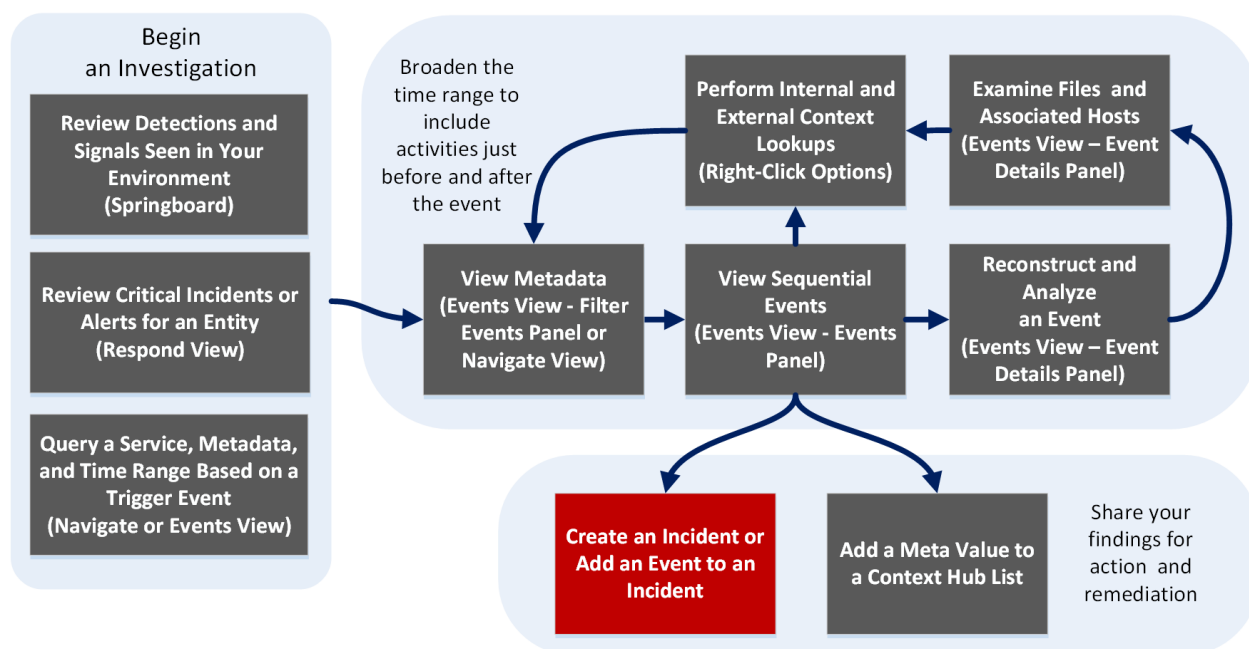 Begin
an Investigation
Review Detections and
Signals Seen in Your
Environment
(Springboard)
Review Critical Incidents or
Alerts for an Entity
(Respond View)
Query a Service, Metadata,
and Time Range Based on a
Trigger Event
(Navigate or Events View)
Broaden the
time range to
include
activities just
before and after
the event
Perform Internal and
External Context
Lookups
(Right-Click Options)
Examine Files and
Associated Hosts
(Events View – Event
Details Panel)
View Metadata
(Events View - Filter
Events Panel or
Navigate View)
View Sequential
Events
(Events View - Events
Panel)
Reconstruct and
Analyze
an Event
(Events View – Event
Details Panel)
Create an Incident or
Add an Event to an
Incident
Add a Meta Value to
a Context Hub List
Share your
findings for
action and
remediation